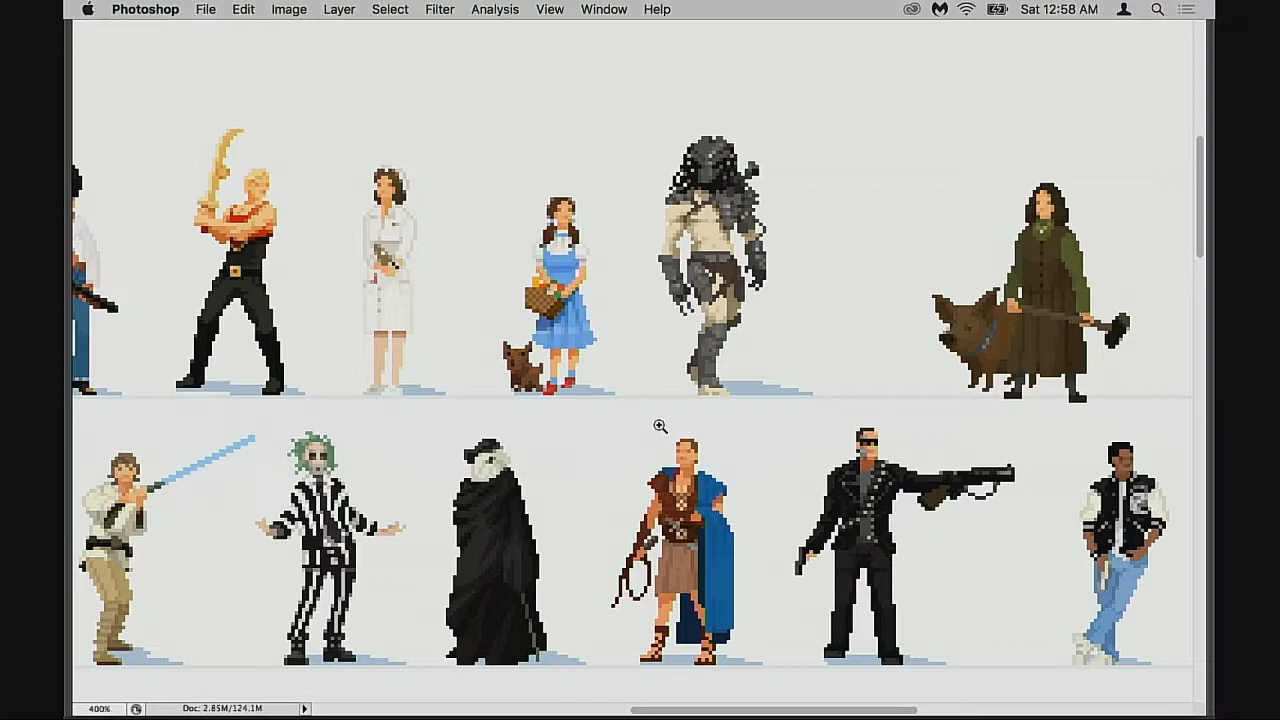 Photoshop File Edit Image Layer Select Filter Analysis View Window Help Sat 12:58 AM
400% Doc: 2.85M/124.1M